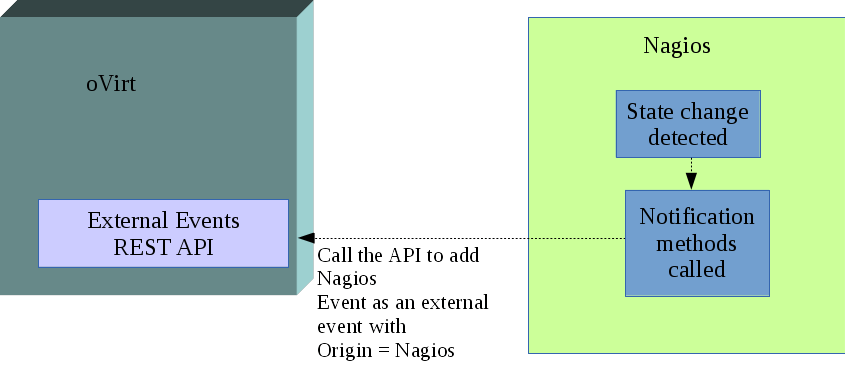 oVirt
External Events
REST API
Call the API to add
Nagios
Event as an external
event with
Origin = Nagios
Nagios
State change
detected
Notification
methods
called